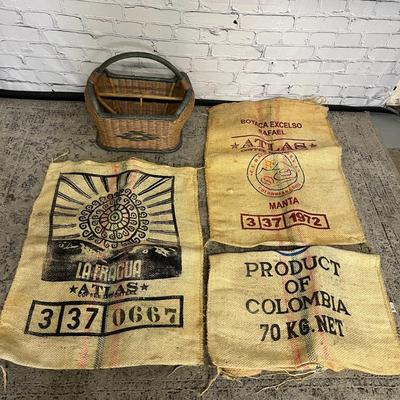 BOTACA EXCELSO
RAFAEL
ATLAS
MANTA
3 37 1972
LA FRAGUA
ATLAS
3 37 0667
PRODUCT
OF
COLOMBIA
70 KG. NET